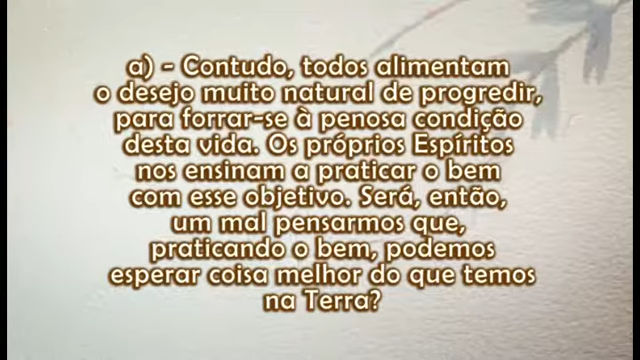 a) - Contudo, todos alimentam
o desejo muito natural de progredir,
para forrar-se à penosa condição
desta vida. Os próprios Espíritos
nos ensinam a praticar o bem
com esse objetivo. Será, então,
um mal pensarmos que,
praticando o bem, podemos
esperar coisa melhor do que temos
na Terra?